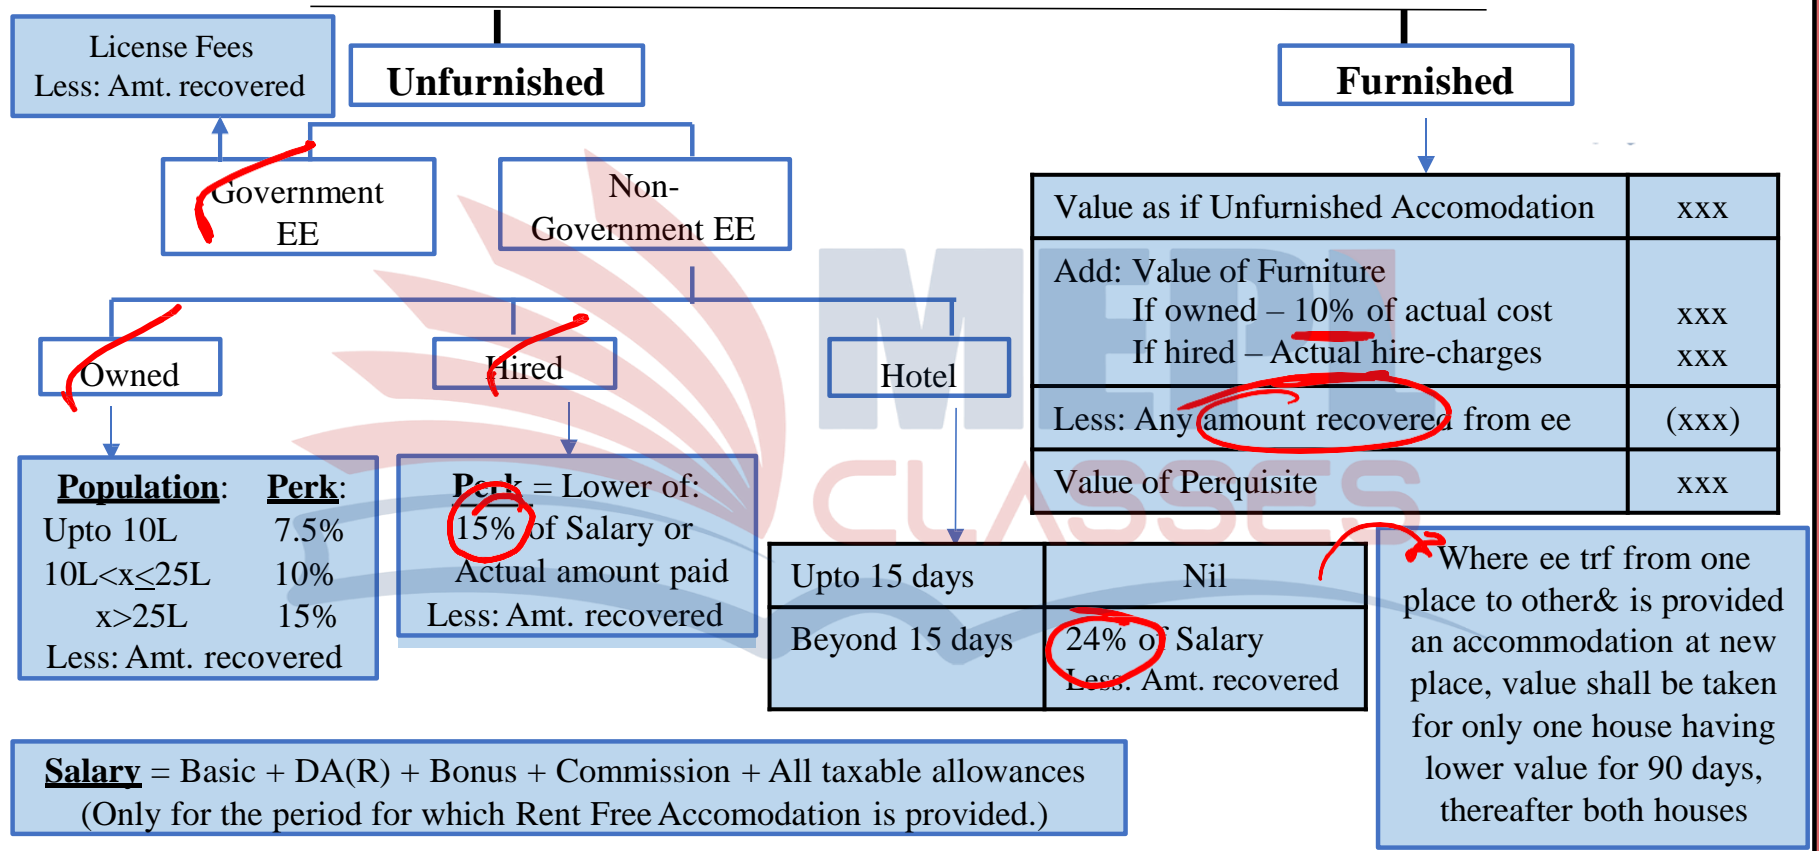 License Fees
Less: Amt. recovered
Unfurnished
Furnished
Government
EE
Non-
Government EE
Owned
Hired
Hotel
Population: Perk:
Upto 10L 7.5%
10L<x≤25L 10%
x>25L 15%
Less: Amt. recovered
Perk = Lower of:
15% of Salary or
Actual amount paid
Less: Amt. recovered
Upto 15 days Nil
Beyond 15 days 24% of Salary
Less: Amt. recovered
Value as if Unfurnished Accomodation xxx
Add: Value of Furniture
If owned – 10% of actual cost xxx
If hired – Actual hire-charges xxx
Less: Any amount recovered from ee (xxx)
Value of Perquisite xxx
Where ee trf from one
place to other& is provided
an accommodation at new
place, value shall be taken
for only one house having
lower value for 90 days,
thereafter both houses
Salary = Basic + DA(R) + Bonus + Commission + All taxable allowances
(Only for the period for which Rent Free Accomodation is provided.)
MEPL
CLASSES